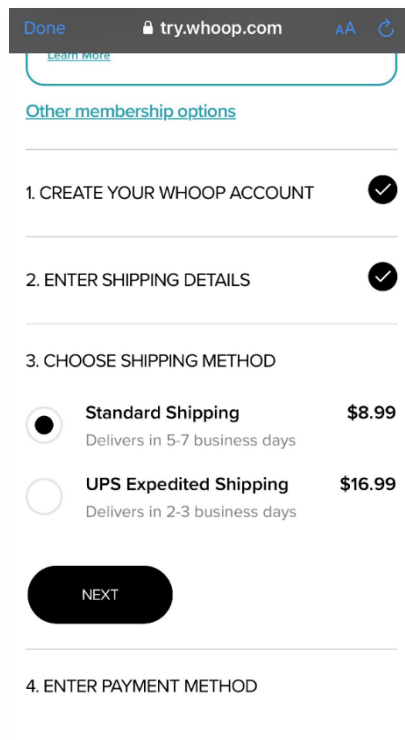 Done
try.whoop.com
AA
Learn More
Other membership options
1. CREATE YOUR WHOOP ACCOUNT
2. ENTER SHIPPING DETAILS
3. CHOOSE SHIPPING METHOD
Standard Shipping $8.99
Delivers in 5-7 business days
UPS Expedited Shipping $16.99
Delivers in 2-3 business days
NEXT
4. ENTER PAYMENT METHOD